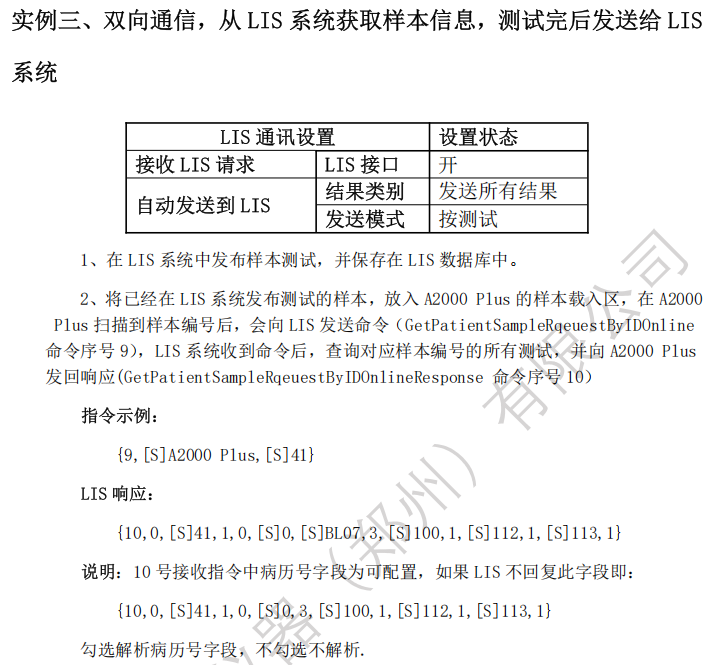 实例三、双向通信，从 LIS 系统获取样本信息，测试完后发送给 LIS
系统
LIS 通讯设置 设置状态
接收 LIS 请求 LIS 接口 开
自动发送到 LIS 结果类别 发送所有结果
发送模式 按测试
1、在 LIS 系统中发布样本测试，并保存在 LIS 数据库中。
2、将已经在 LIS 系统发布测试的样本，放入 A2000 Plus 的样本载入区，在 A2000
Plus 扫描到样本编号后，会向 LIS 发送命令（GetPatientSampleRqeuestByIDOnline
命令序号 9），LIS 系统收到命令后，查询对应样本编号的所有测试，并向 A2000 Plus
发回响应(GetPatientSampleRqeuestByIDOnlineResponse 命令序号 10）
指令示例：
{9,[S]A2000 Plus,[S]41}
LIS 响应：
{10,0,[S]41,1,0,[S]0,[S]BL07,3,[S]100,1,[S]112,1,[S]113,1}
说明：10 号接收指令中病历号字段为可配置，如果 LIS 不回复此字段即：
{10,0,[S]41,1,0,[S]0,3,[S]100,1,[S]112,1,[S]113,1}
勾选解析病历号字段，不勾选不解析.
仪器（郑州）有限公司